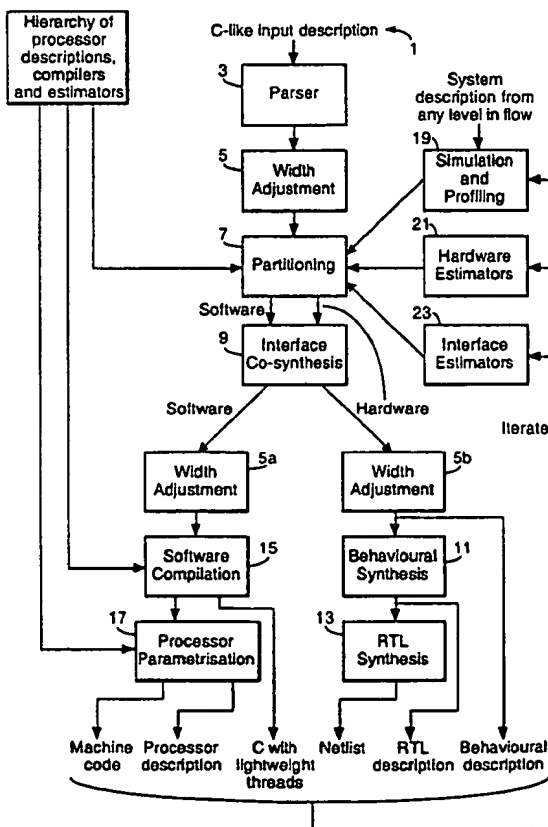 Hierarchy of
processor
descriptions,
compilers
and estimators
C-like input description
1
3
Parser
System
description from
any level in flow
5
Width
Adjustment
19
Simulation
and
Profiling
7
Partitioning
21
Hardware
Estimators
Software
9
Interface
Co-synthesis
23
Interface
Estimators
Software
Hardware
Iterate
Width
Adjustment
5a
Width
Adjustment
5b
Software
Compilation
15
Behavioural
Synthesis
11
17
Processor
Parametrisation
13
RTL
Synthesis
Machine
code
Processor
description
C with
lightweight
threads
Netlist
RTL
description
Behavioural
description